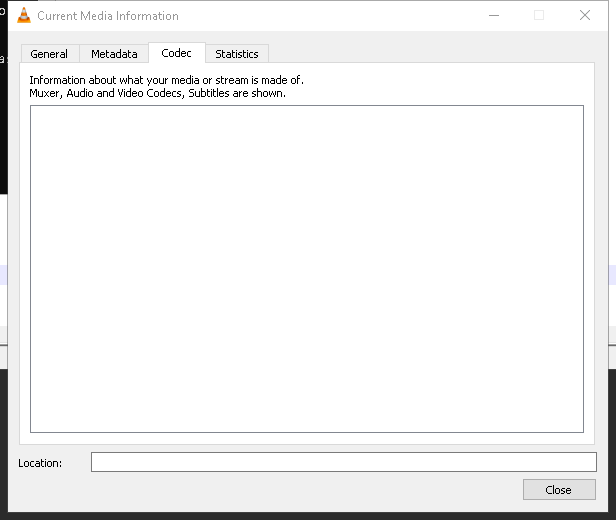 Current Media Information
General Metadata Codec Statistics
Information about what your media or stream is made of.
Muxer, Audio and Video Codecs, Subtitles are shown.
Location:
Close